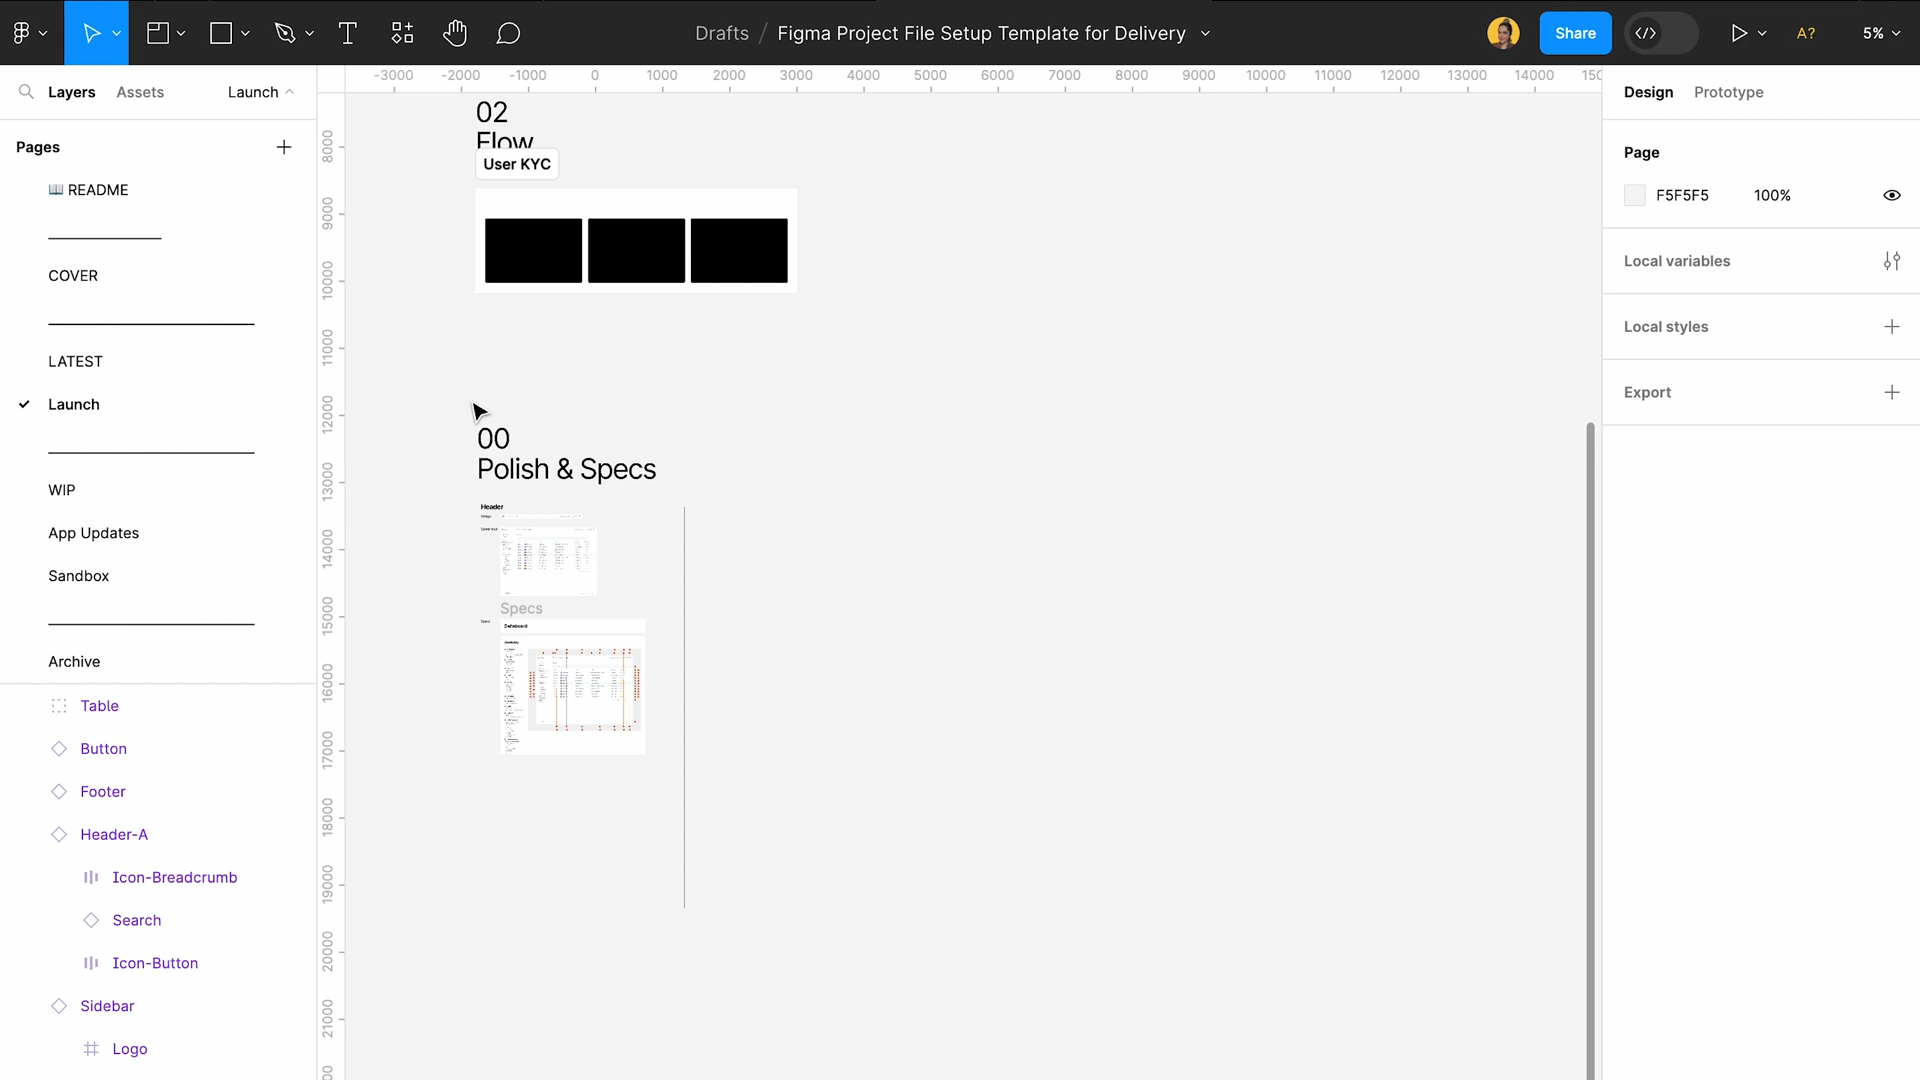 Drafts / Figma Project File Setup Template for Delivery
Share
A?
5%
Layers Assets Launch
Pages
📖 README
COVER
LATEST
Launch
WIP
App Updates
Sandbox
Archive
Table
Button
Footer
Header-A
Icon-Breadcrumb
Search
Icon-Button
Sidebar
Logo
-3000 -2000 -1000 0 1000 2000 3000 4000 5000 6000 7000 8000 9000 10000 11000 12000 13000 14000
8000
9000
10000
11000
12000
13000
14000
15000
16000
17000
18000
19000
20000
21000
02
Flow
User KYC
00
Polish & Specs
Header
Specs
Design Prototype
Page
F5F5F5 100%
Local variables
Local styles
Export